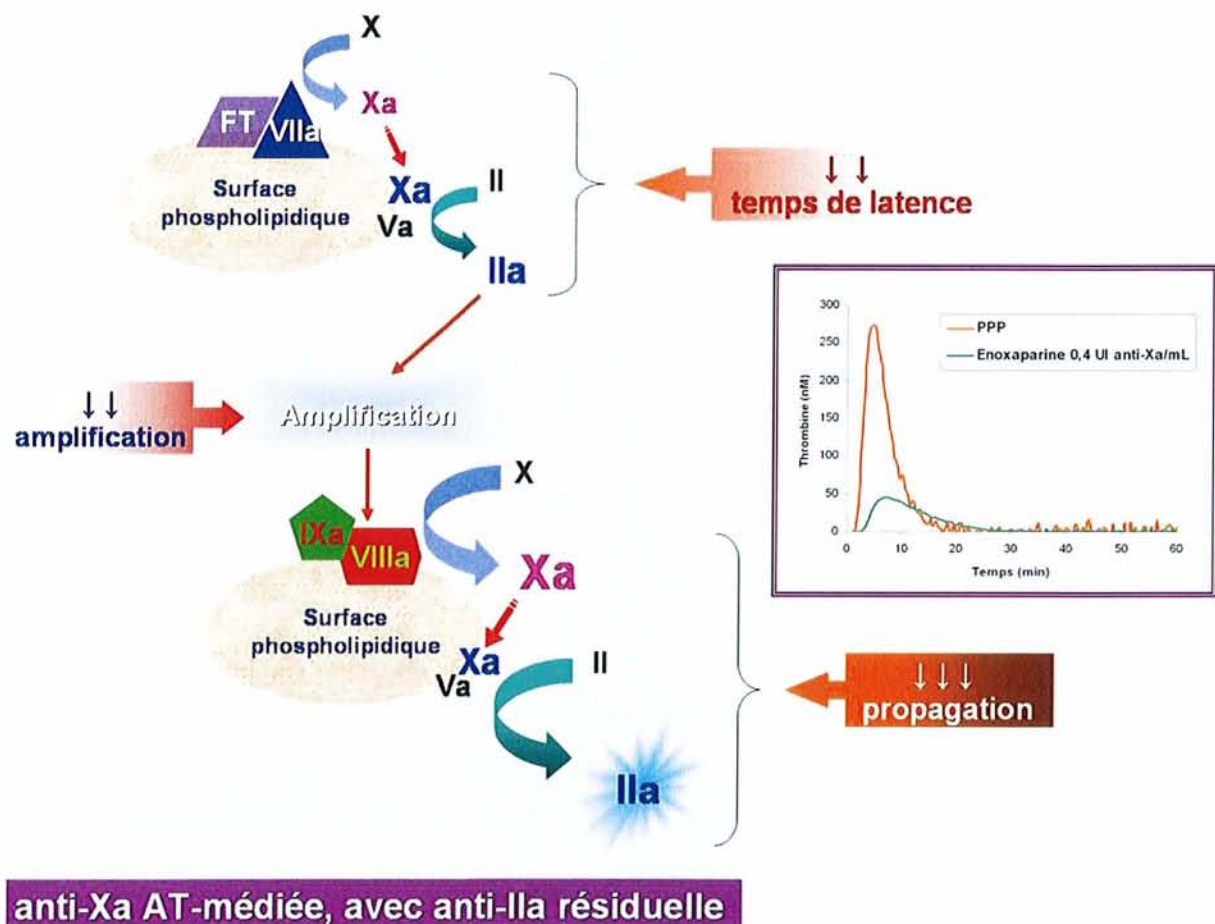 X
Xa
FT
VIIa
Surface
phospholipidique
Xa
Va
II
IIa
↓ ↓
temps de latence
↓ ↓
amplification
Amplification
300
250
200
150
100
50
0
Thrombine (nM)
PPP
Enoxaparine 0,4 UI anti-Xa/mL
0
10
20
30
40
50
60
Temps (min)
X
IXa
VIIIa
Xa
Surface
phospholipidique
Xa
Va
II
IIa
↓ ↓ ↓
propagation
anti-Xa AT-médiée, avec anti-IIa résiduelle